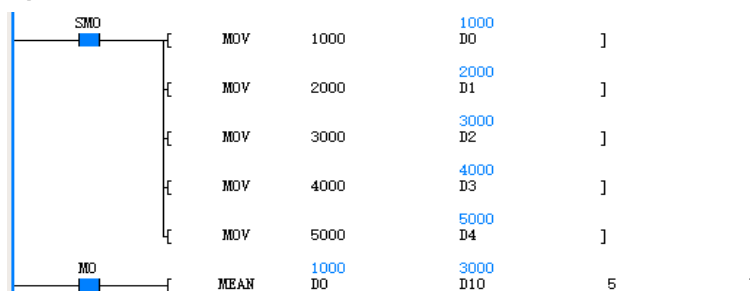 SM0 1000
[ MOV 1000 D0 ]
2000
[ MOV 2000 D1 ]
3000
[ MOV 3000 D2 ]
4000
[ MOV 4000 D3 ]
5000
[ MOV 5000 D4 ]
M0 1000 3000
[ MEAN D0 D10 5